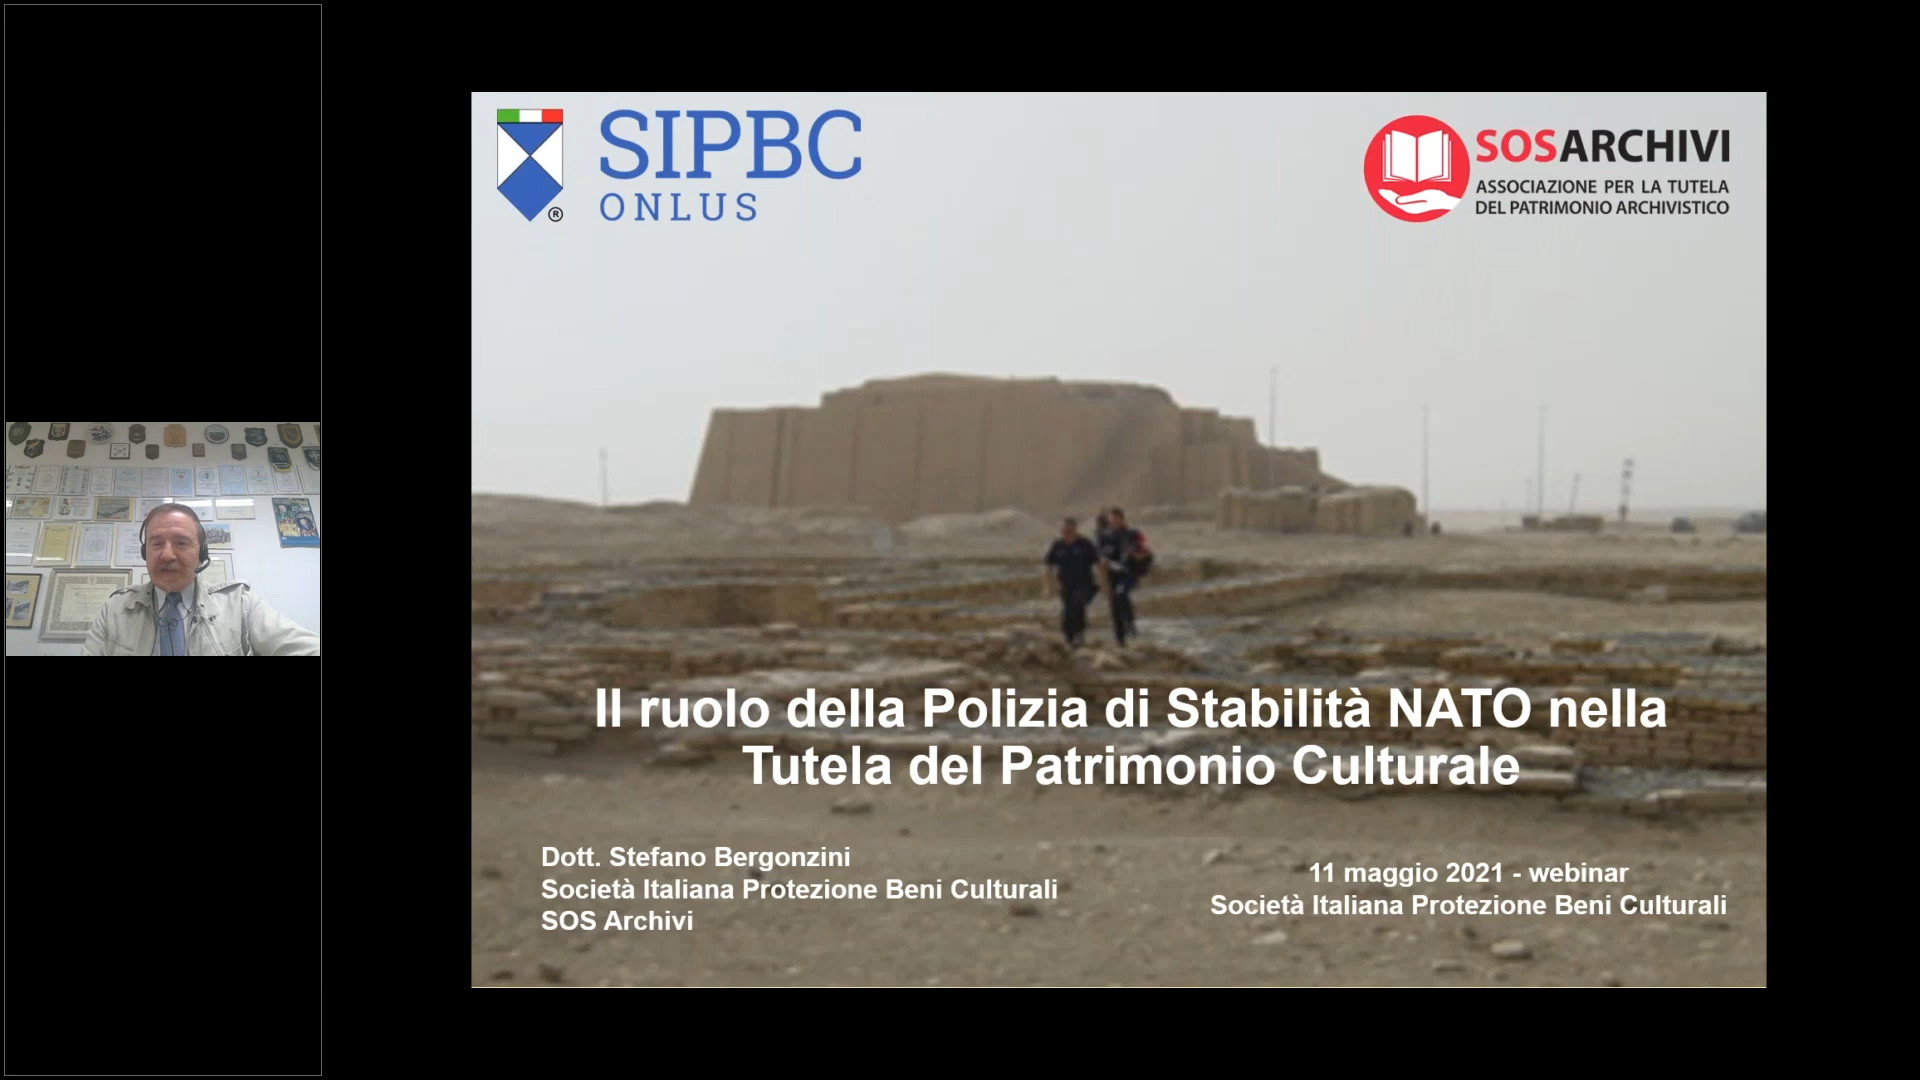 SIPBC
ONLUS
®
SOSARCHIVI
ASSOCIAZIONE PER LA TUTELA
DEL PATRIMONIO ARCHIVISTICO
Il ruolo della Polizia di Stabilità NATO nella
Tutela del Patrimonio Culturale
Dott. Stefano Bergonzini
Società Italiana Protezione Beni Culturali
SOS Archivi
11 maggio 2021 - webinar
Società Italiana Protezione Beni Culturali